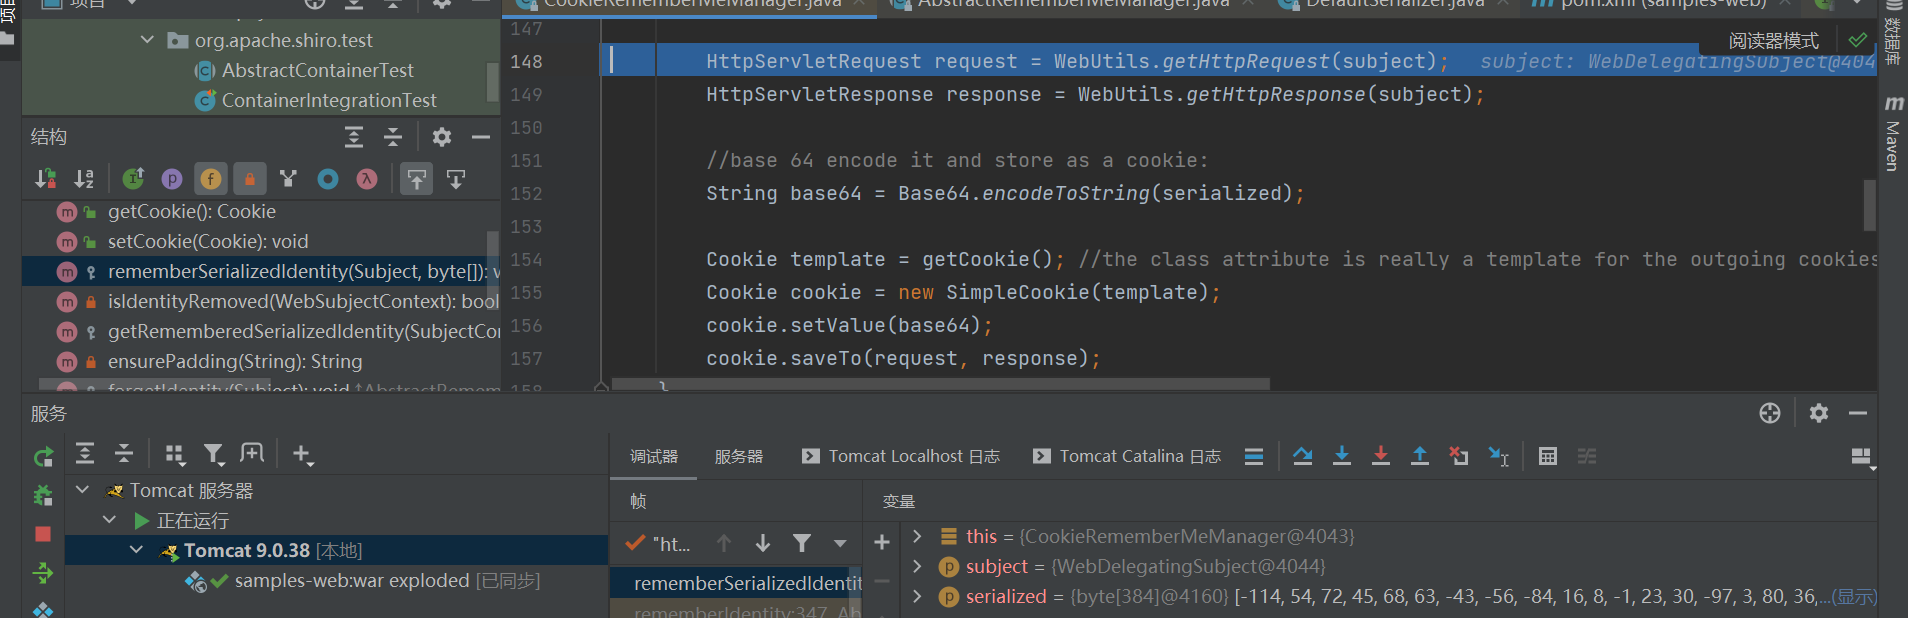 项目
CookieRememberMeManager.java
AbstractRememberMeManager.java
DefaultSerializer.java
pom.xml (samples-web)
org.apache.shiro.test
AbstractContainerTest
ContainerIntegrationTest
结构
getCookie(): Cookie
setCookie(Cookie): void
rememberSerializedIdentity(Subject, byte[]): v
isIdentityRemoved(WebSubjectContext): bool
getRememberedSerializedIdentity(SubjectCon
ensurePadding(String): String
forgetIdentity(Subject): void ↑AbstractRemem
147
148 HttpServletRequest request = WebUtils.getHttpRequest(subject); subject: WebDelegatingSubject@404
149 HttpServletResponse response = WebUtils.getHttpResponse(subject);
150
151 //base 64 encode it and store as a cookie:
152 String base64 = Base64.encodeToString(serialized);
153
154 Cookie template = getCookie(); //the class attribute is really a template for the outgoing cookies
155 Cookie cookie = new SimpleCookie(template);
156 cookie.setValue(base64);
157 cookie.saveTo(request, response);
158 }
阅读器模式
数据库
Maven
服务
Tomcat 服务器
正在运行
Tomcat 9.0.38 [本地]
samples-web:war exploded [已同步]
调试器
服务器
Tomcat Localhost 日志
Tomcat Catalina 日志
帧
变量
"ht...
rememberSerializedIdentit
rememberIdentity:347, Ab
this = {CookieRememberMeManager@4043}
subject = {WebDelegatingSubject@4044}
serialized = {byte[384]@4160} [-114, 54, 72, 45, 68, 63, -43, -56, -84, 16, 8, -1, 23, 30, -97, 3, 80, 36,...(显示)